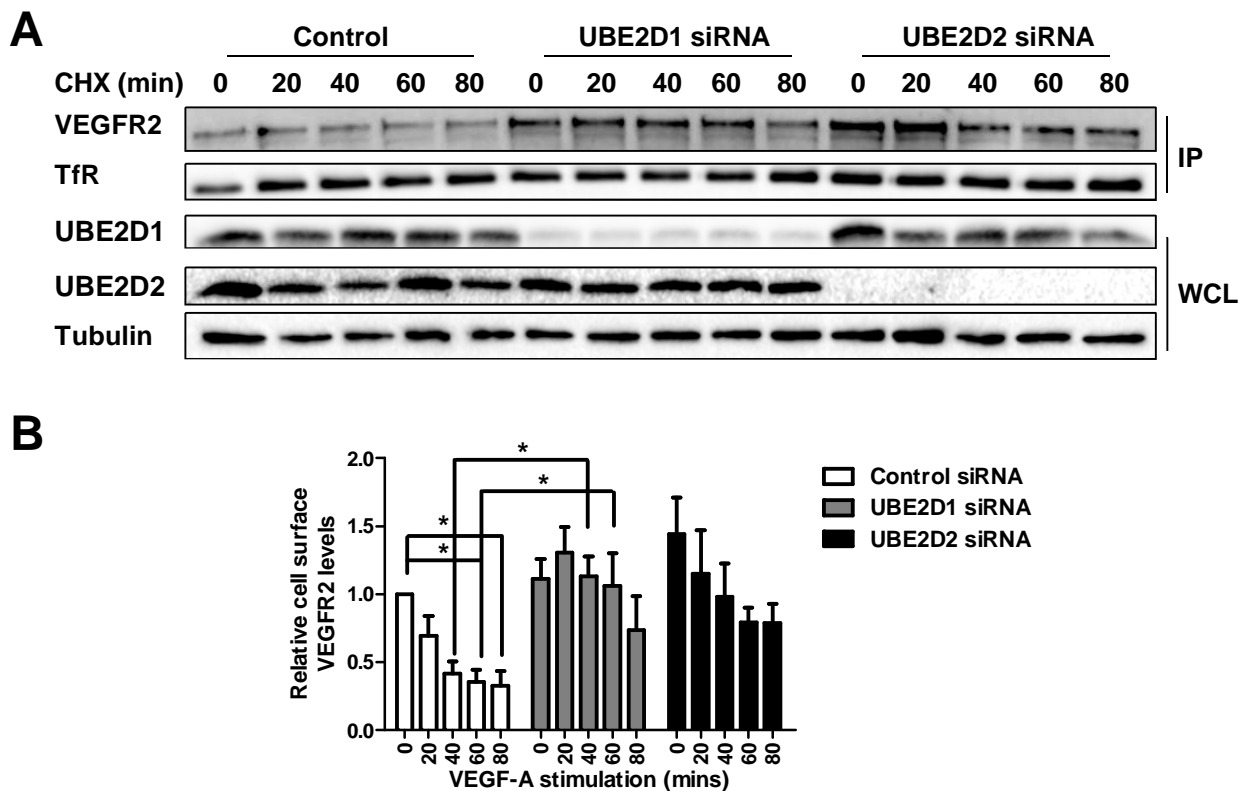 A
Control UBE2D1 siRNA UBE2D2 siRNA
CHX (min) 0 20 40 60 80 0 20 40 60 80 0 20 40 60 80
VEGFR2
TfR
IP
UBE2D1
UBE2D2
Tubulin
WCL
B
Relative cell surface
VEGFR2 levels
2.0
1.5
1.0
0.5
0.0
*
*
*
*
0 20 40 60 80 0 20 40 60 80 0 20 40 60 80
VEGF-A stimulation (mins)
Control siRNA
UBE2D1 siRNA
UBE2D2 siRNA